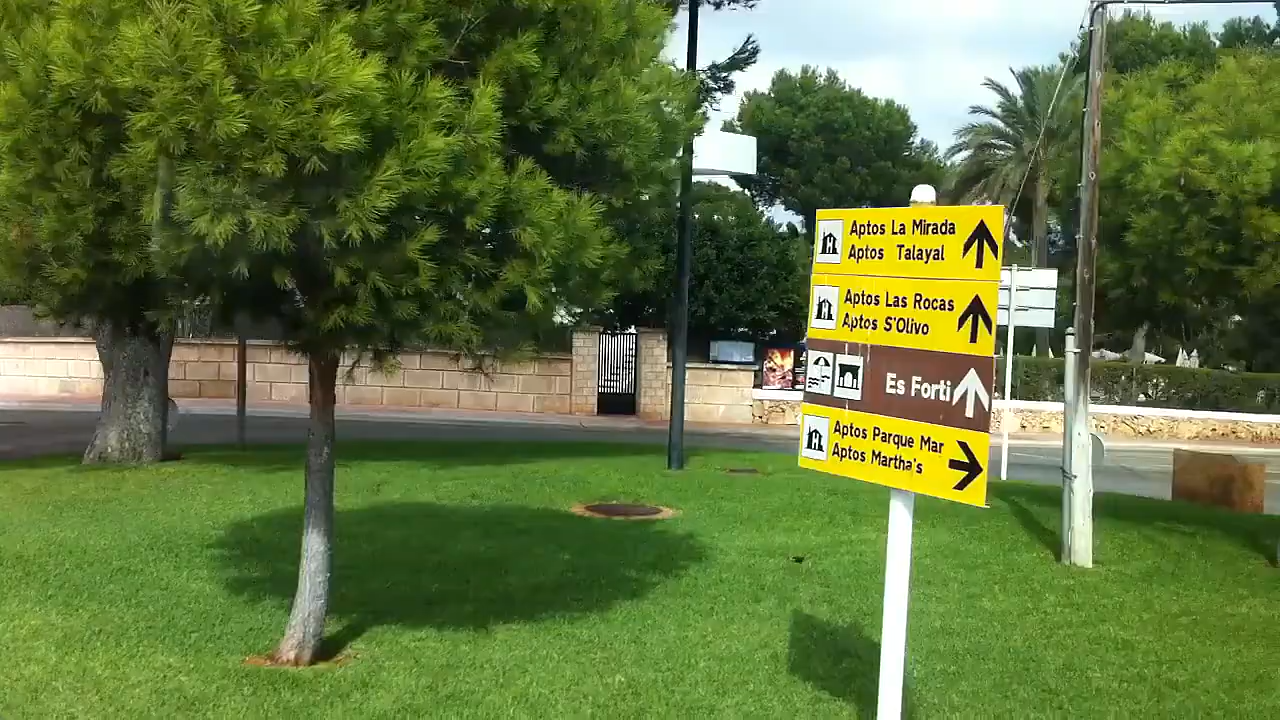 Aptos La Mirada
Aptos Talayal
Aptos Las Rocas
Aptos S'Olivo
Es Forti
Aptos Parque Mar
Aptos Martha's